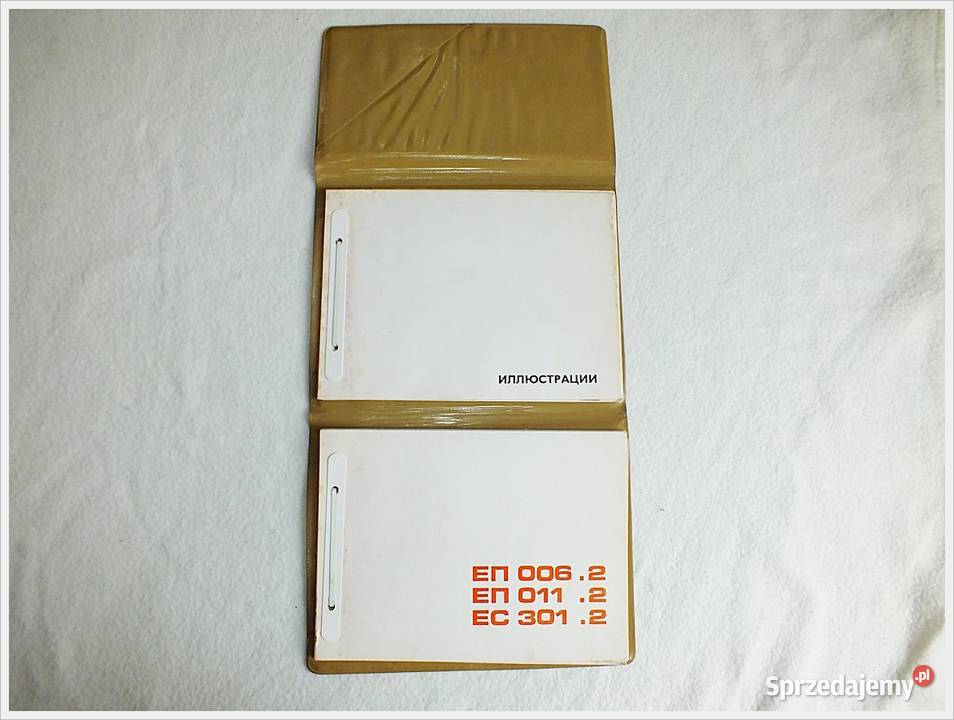 ИЛЛЮСТРАЦИИ
ЕП 006 .2
ЕП 011 .2
ЕС 301 .2
Sprzedajemy.pl